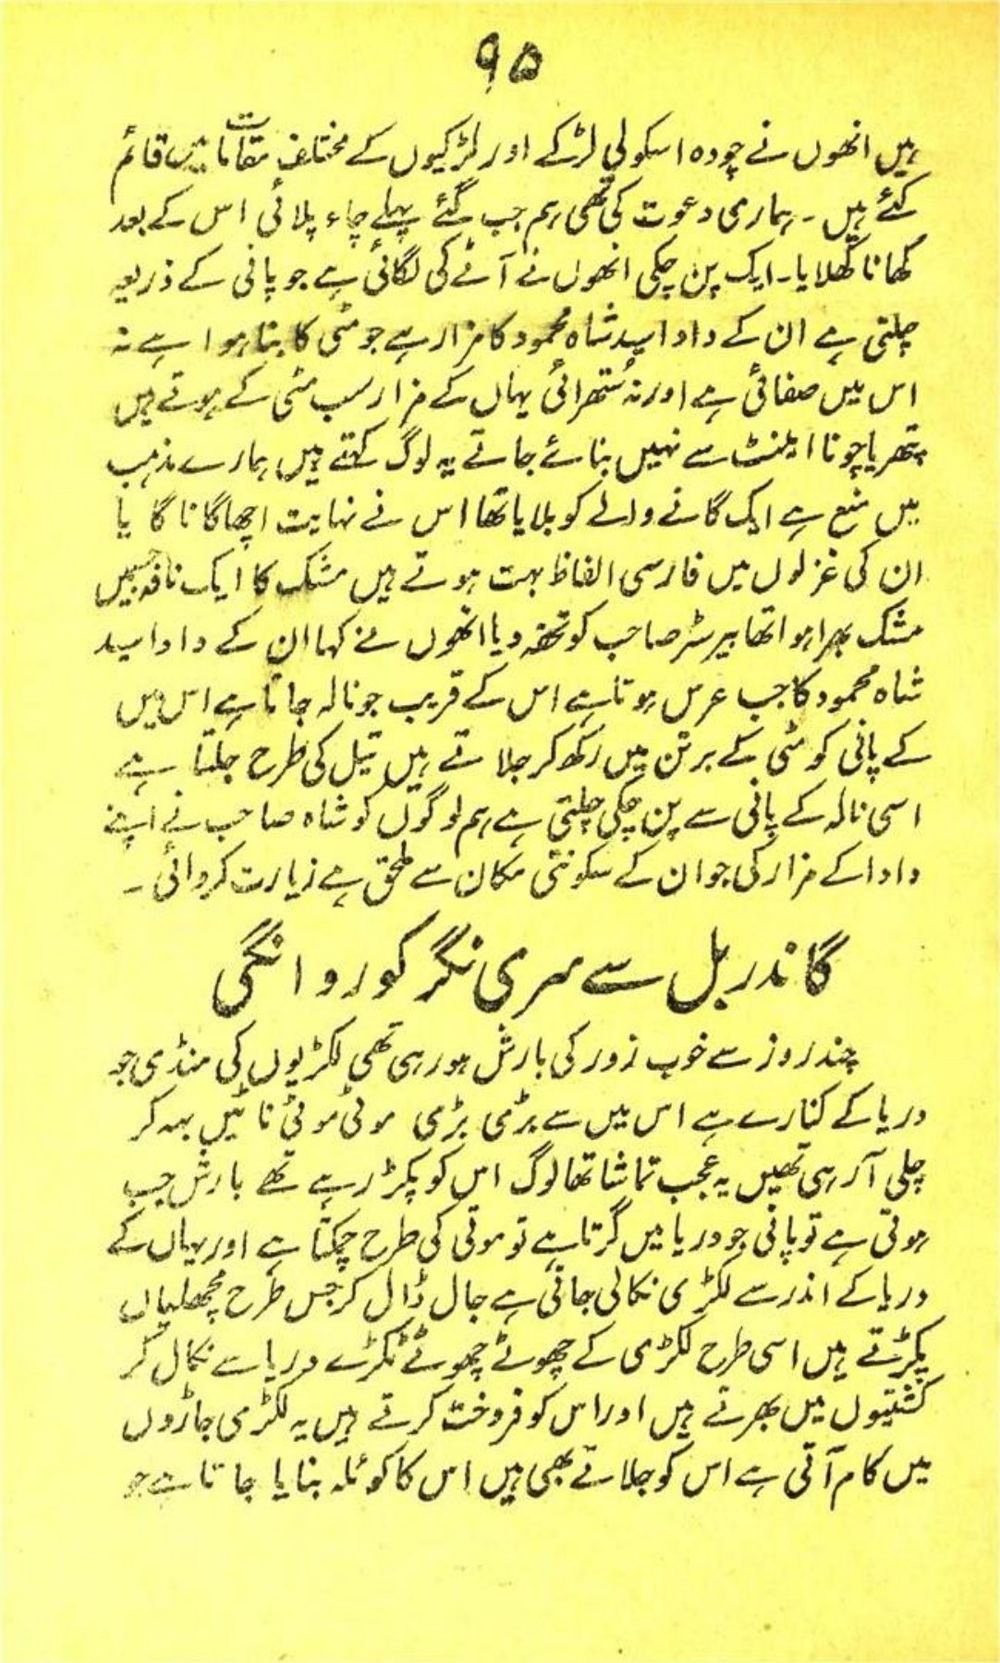 ۹۵
ہیں انھوں نے چودہ اسکولی لڑکے اور لڑکیوں کے مختلف مقامات میں قائم
کئے ہیں ۔ ہماری دعوت کی تھی ہم جب گئے پہلے چاء پلائی اس کے بعد
کھانا کھلایا۔ ایک پن چکی انھوں نے آٹے کی لگائی ہے جو پانی کے ذریعہ
چلتی ہے ان کے دادا سید شاہ محمود کا مزار ہے جو مٹی کا بنا ہوا ہے نہ
اس میں صفائی ہے اور نہ ستھرائی یہاں کے مزار سب مٹی کے ہوتے ہیں
پتھر یا چونا اینٹ سے نہیں بنائے جاتے یہ لوگ کہتے ہیں ہمارے مذہب
میں منع ہے ایک گانے والے کو بلایا تھا اس نے نہایت اچھا گانا گایا
ان کی غزلوں میں فارسی الفاظ بہت ہوتے ہیں مشک کا ایک نافہ جسمیں
مشک بھرا ہوا تھا بیرسٹر صاحب کو تحفہ دیا انھوں نے کہا ان کے دادا سید
شاہ محمود کا جب عرس ہوتا ہے اس کے قریب جو نالہ جاتا ہے اس میں
کے پانی کو مٹی کے برتن میں رکھ کر جلاتے ہیں تیل کی طرح جلتا ہے
اسی نالہ کے پانی سے پن چکی چلتی ہے ہم لوگوں کو شاہ صاحب نے اپنے
دادا کے مزار کی جو ان کے سکونتی مکان سے ملحق ہے زیارت کروائی ۔
گاندربل سے سری نگر کو روانگی
چند روز سے خوب زور کی بارش ہو رہی تھی لکڑیوں کی منڈی جو
دریا کے کنارے ہے اس میں سے بڑی بڑی موٹی موٹی ناٹیں بہہ کر
چلی آ رہی تھیں یہ عجب تماشا تھا لوگ اس کو پکڑ رہے تھے بارش جب
ہوتی ہے تو پانی جو دریا میں گرتا ہے تو موتی کی طرح چمکتا ہے اور یہاں کے
دریا کے اندر سے لکڑی نکالی جاتی ہے جال ڈال کر جس طرح مچھلیاں
پکڑتے ہیں اسی طرح لکڑی کے چھوٹے چھوٹے ٹکڑے دریا سے نکال کر
کشتیوں میں بھرتے ہیں اور اس کو فروخت کرتے ہیں یہ لکڑی جاڑوں
میں کام آتی ہے اس کو جلاتے بھی ہیں اس کا کوئلہ بنایا جاتا ہے جو